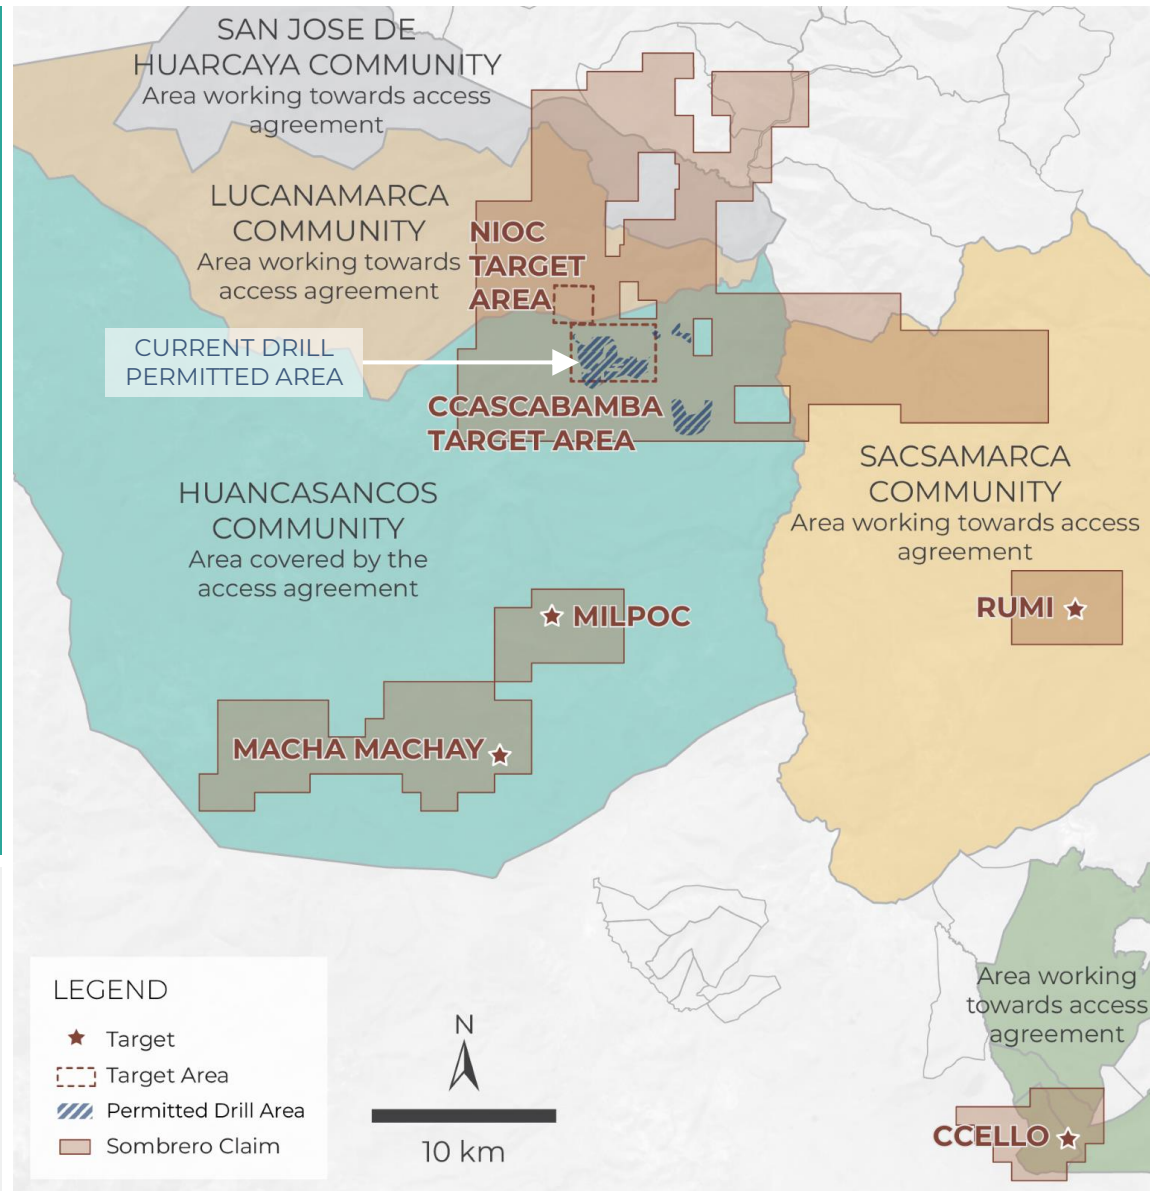 SAN JOSE DE
HUARCAYA COMMUNITY
Area working towards access
agreement
LUCANAMARCA
COMMUNITY
Area working towards
access agreement
NIOC
TARGET
AREA
CURRENT DRILL
PERMITTED AREA
CCASCABAMBA
TARGET AREA
SACSAMARCA
COMMUNITY
Area working towards access
agreement
HUANCASANCOS
COMMUNITY
Area covered by the
access agreement
MILPOC
RUMI
MACHA MACHAY
Area working
towards access
agreement
CCELLO
LEGEND
Target
Target Area
Permitted Drill Area
Sombrero Claim
N
10 km